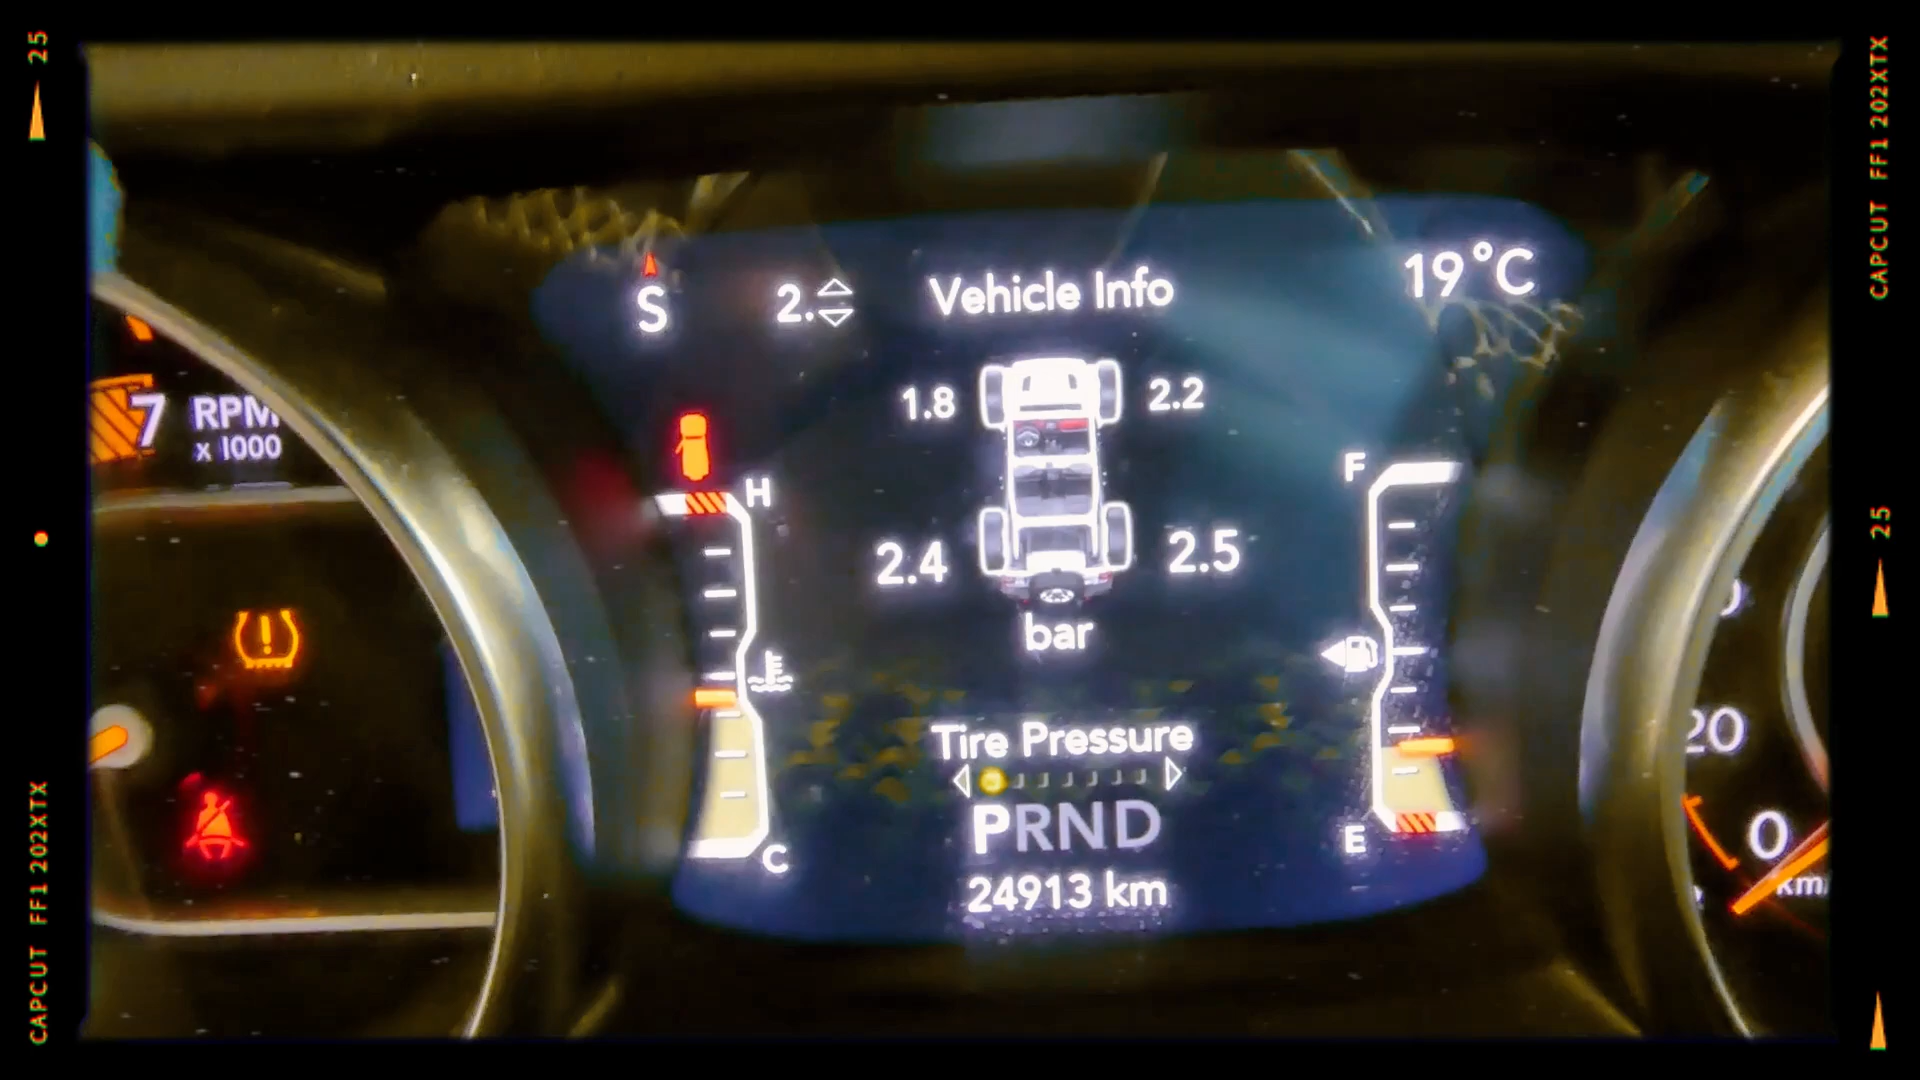 25
CAPCUT FF1 202XTX
S
2.
Vehicle Info
19°C
1.8
2.2
7
RPM
x 1000
H
F
2.4
2.5
bar
20
Tire Pressure
PRND
0
E
C
24913 km
km
25
CAPCUT FF1 202XTX